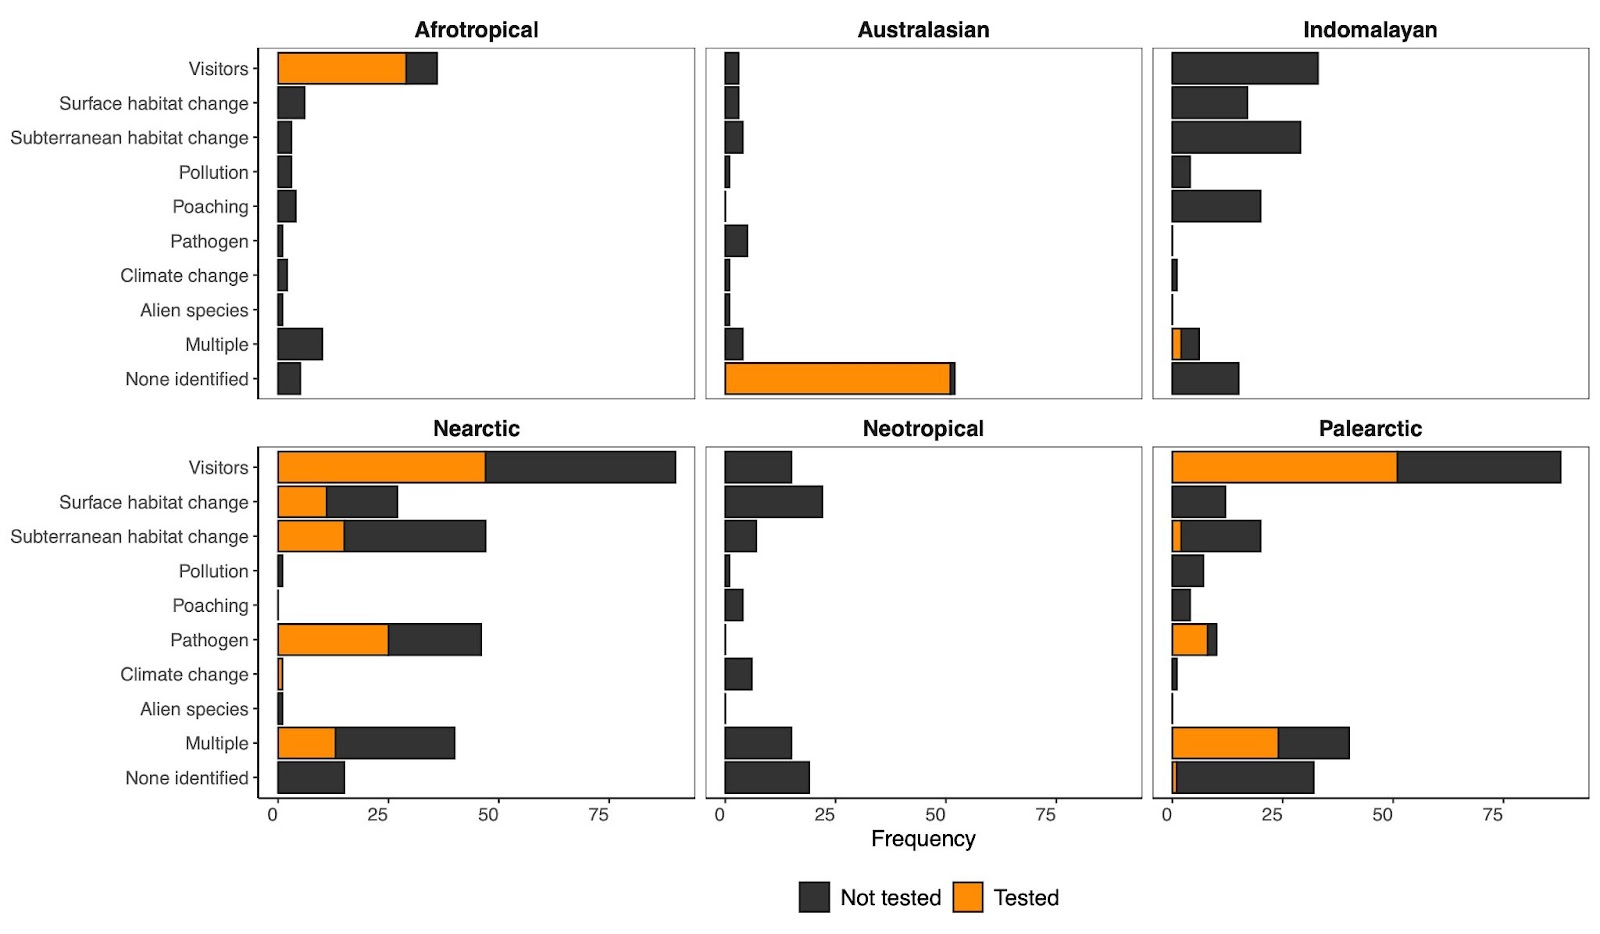 Afrotropical Australasian Indomalayan
Visitors
Surface habitat change
Subterranean habitat change
Pollution
Poaching
Pathogen
Climate change
Alien species
Multiple
None identified
Nearctic Neotropical Palearctic
Visitors
Surface habitat change
Subterranean habitat change
Pollution
Poaching
Pathogen
Climate change
Alien species
Multiple
None identified
0 25 50 75 0 25 50 75 0 25 50 75
Frequency
Not tested Tested